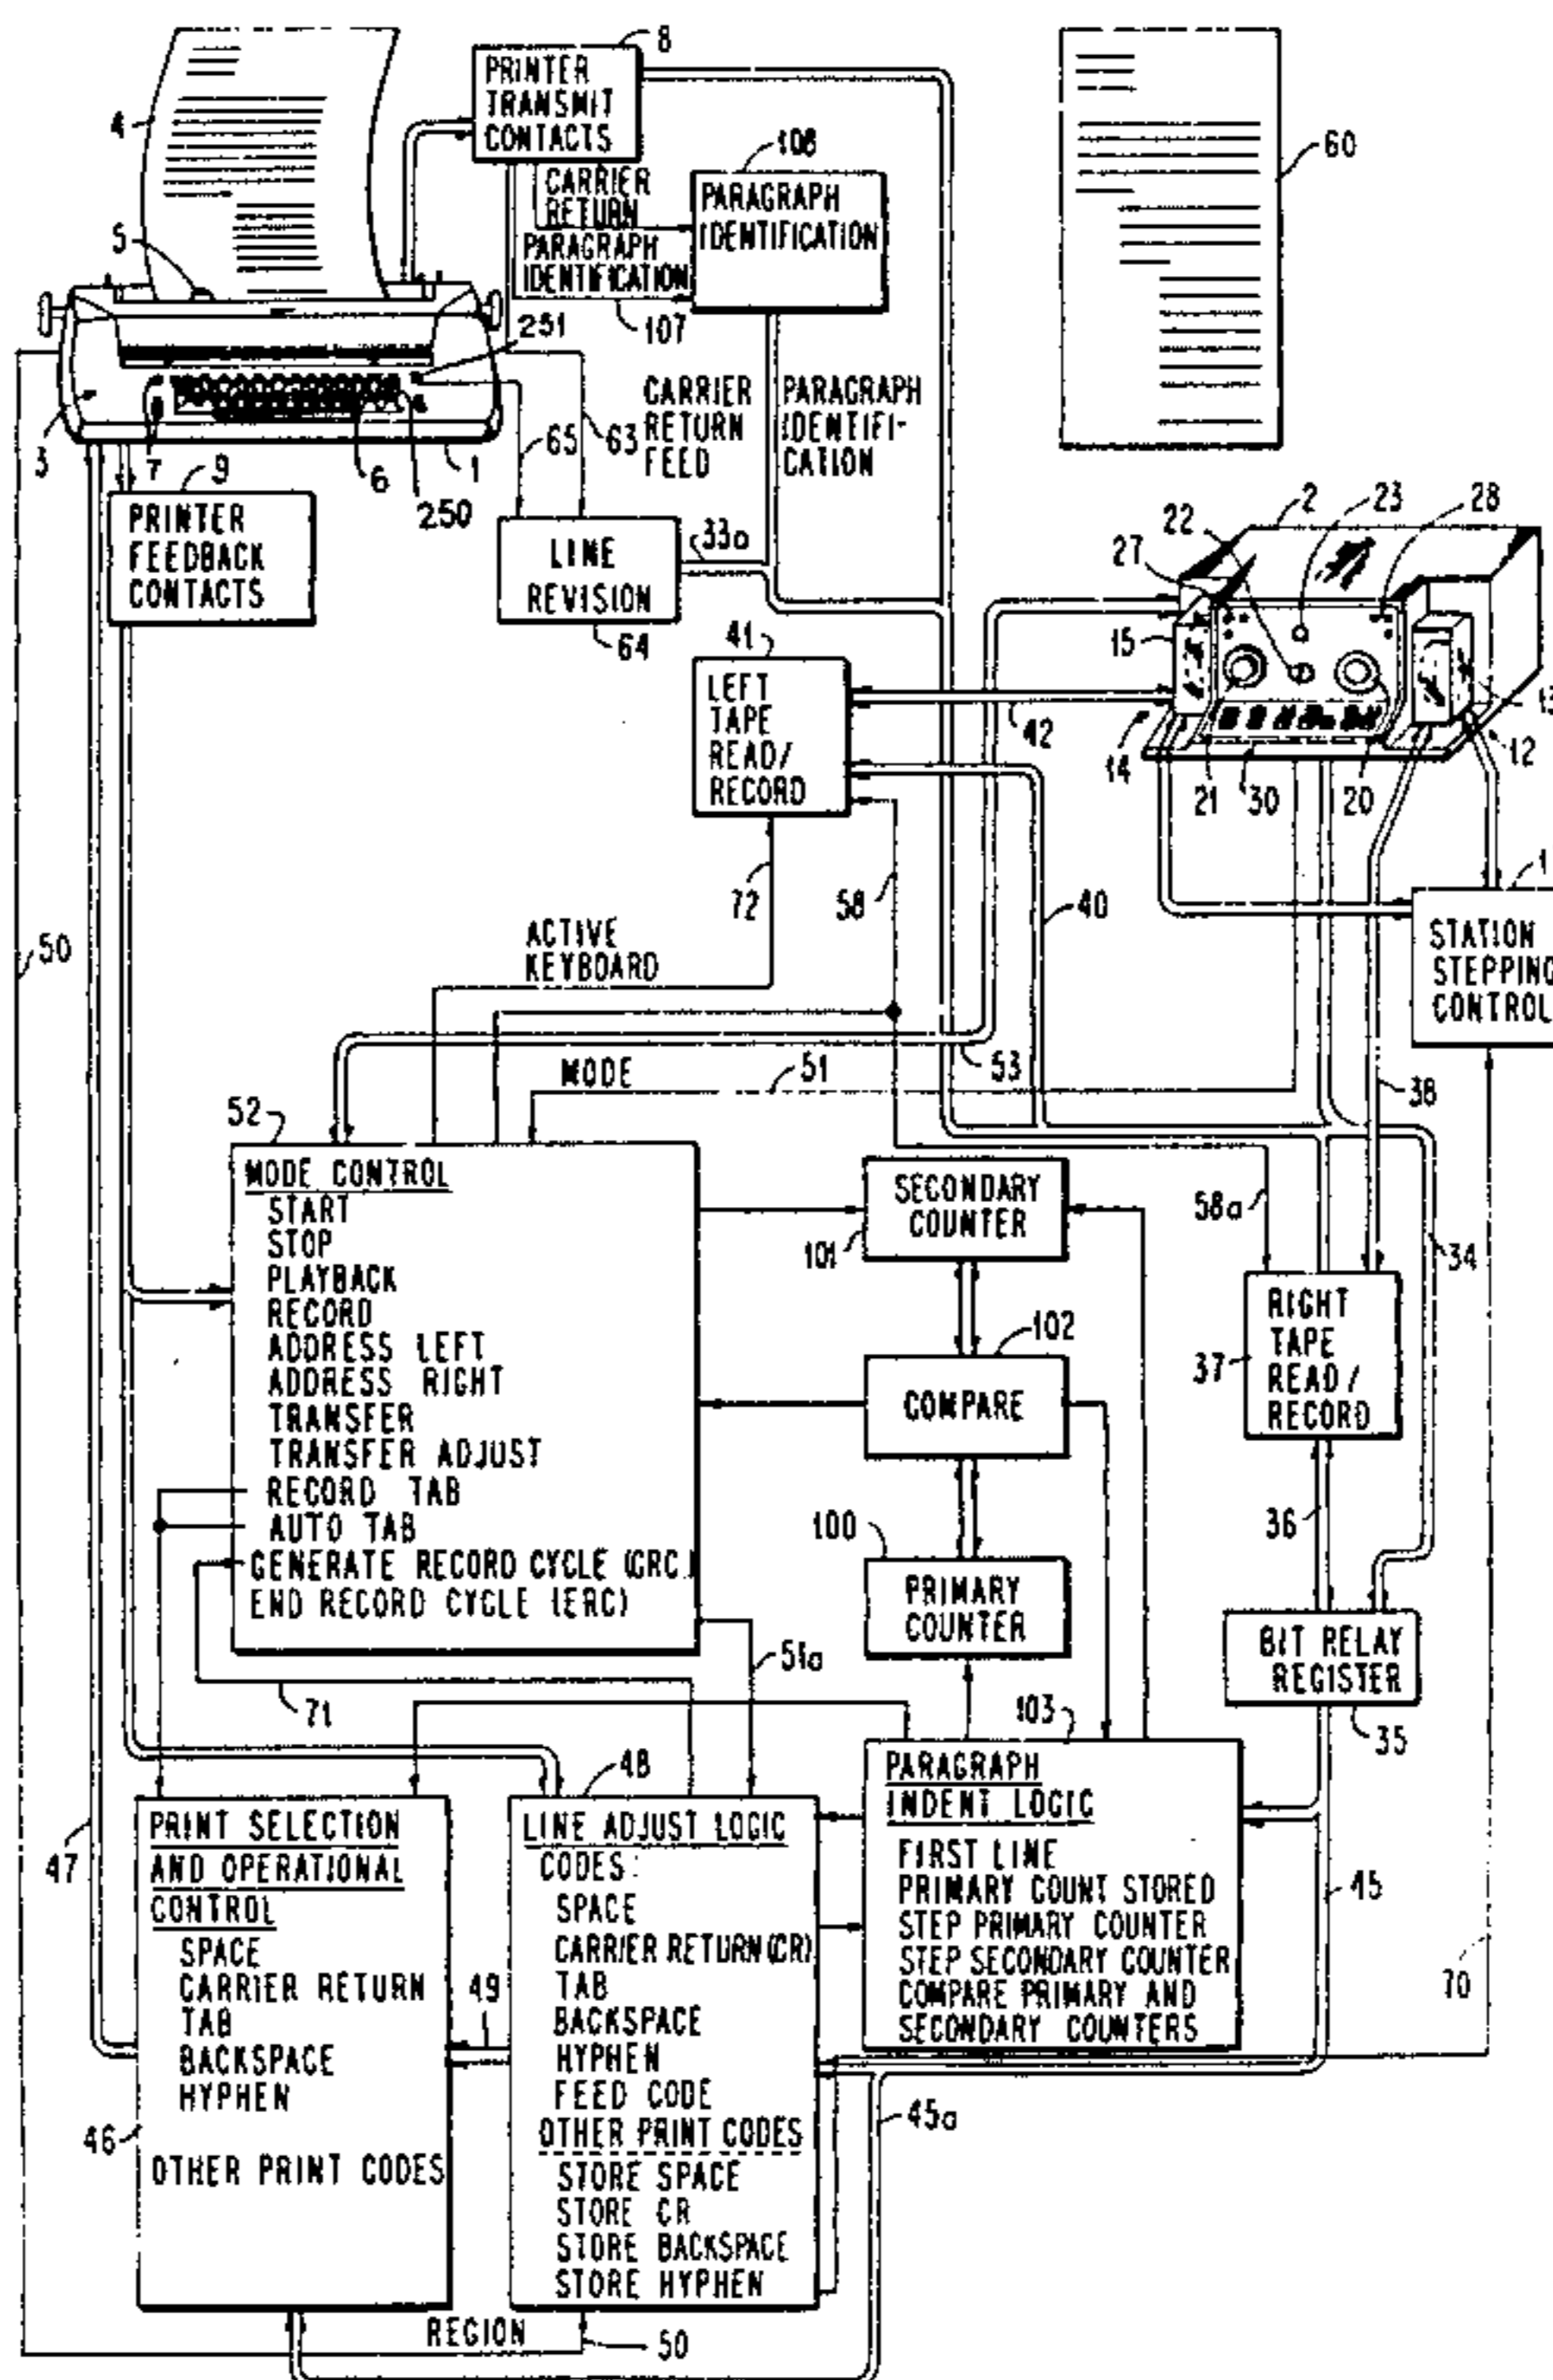 8
PRINTER
TRANSMIT
CONTACTS
4
5
CARRIER
RETURN
PARAGRAPH
IDENTIFICATION
107
108
PARAGRAPH
IDENTIFICATION
60
251
3
7
6
1
250
65
63
CARRIER
RETURN
FEED
PARAGRAPH
IDENTIFI-
CATION
9
PRINTER
FEEDBACK
CONTACTS
LINE
REVISION
64
33a
2
23
28
22
27
15
14
21
30
20
12
13
41
LEFT
TAPE
READ/
RECORD
42
72
58
40
50
ACTIVE
KEYBOARD
STATION
STEPPING
CONTROL
53
MODE
51
38
52
MODE CONTROL
START
STOP
PLAYBACK
RECORD
ADDRESS LEFT
ADDRESS RIGHT
TRANSFER
TRANSFER ADJUST
RECORD TAB
AUTO TAB
GENERATE RECORD CYCLE (GRC)
END RECORD CYCLE (ERC)
SECONDARY
COUNTER
101
58a
34
102
COMPARE
RIGHT
TAPE
READ/
RECORD
37
36
100
PRIMARY
COUNTER
BIT RELAY
REGISTER
35
51a
71
103
PARAGRAPH
INDENT LOGIC
FIRST LINE
PRIMARY COUNT STORED
STEP PRIMARY COUNTER
STEP SECONDARY COUNTER
COMPARE PRIMARY AND
SECONDARY COUNTERS
45
70
47
PRINT SELECTION
AND OPERATIONAL
CONTROL
SPACE
CARRIER RETURN
TAB
BACKSPACE
HYPHEN
OTHER PRINT CODES
46
49
48
LINE ADJUST LOGIC
CODES:
SPACE
CARRIER RETURN (CR)
TAB
BACKSPACE
HYPHEN
FEED CODE
OTHER PRINT CODES
STORE SPACE
STORE CR
STORE BACKSPACE
STORE HYPHEN
45a
REGION
50